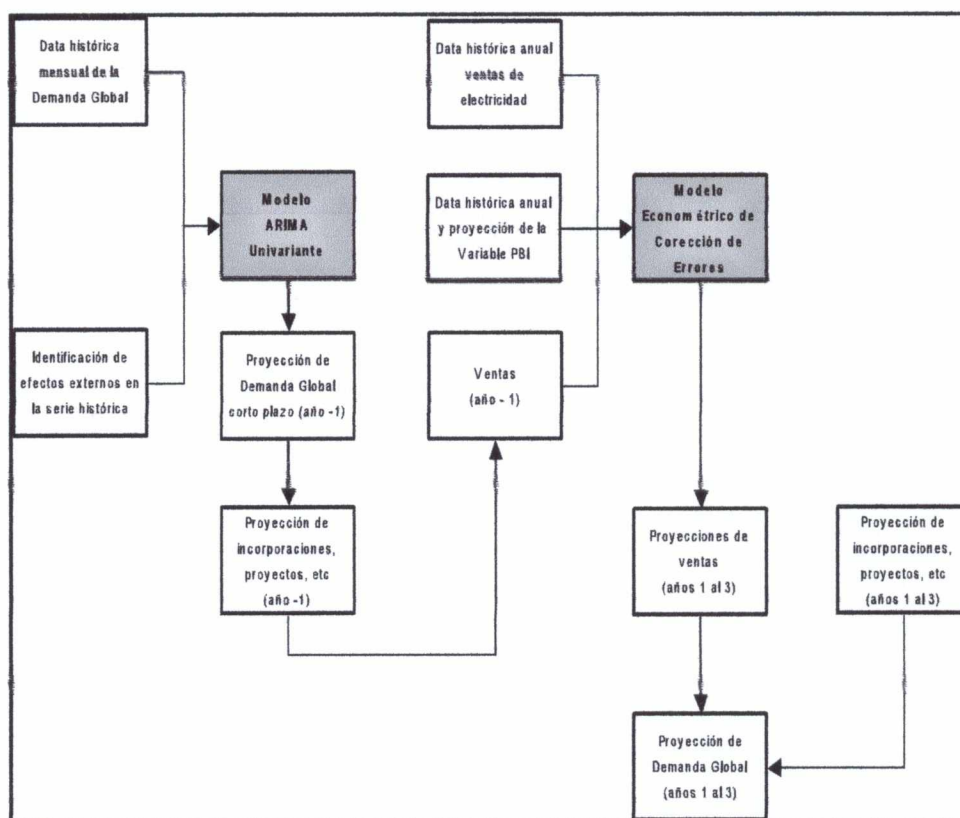 Data histórica
mensual de la
Demanda Global
Data histórica anual
ventas de
electricidad
Modelo
ARIMA
Univariante
Data histórica anual
y proyección de la
Variable PBI
Modelo
Econométrico de
Corección de
Errores
Identificación de
efectos externos en
la serie histórica
Proyección de
Demanda Global
corto plazo (año -1)
Ventas
(año - 1)
Proyección de
incorporaciones,
proyectos, etc
(año -1)
Proyecciones de
ventas
(años 1 al 3)
Proyección de
incorporaciones,
proyectos, etc
(años 1 al 3)
Proyección de
Demanda Global
(años 1 al 3)